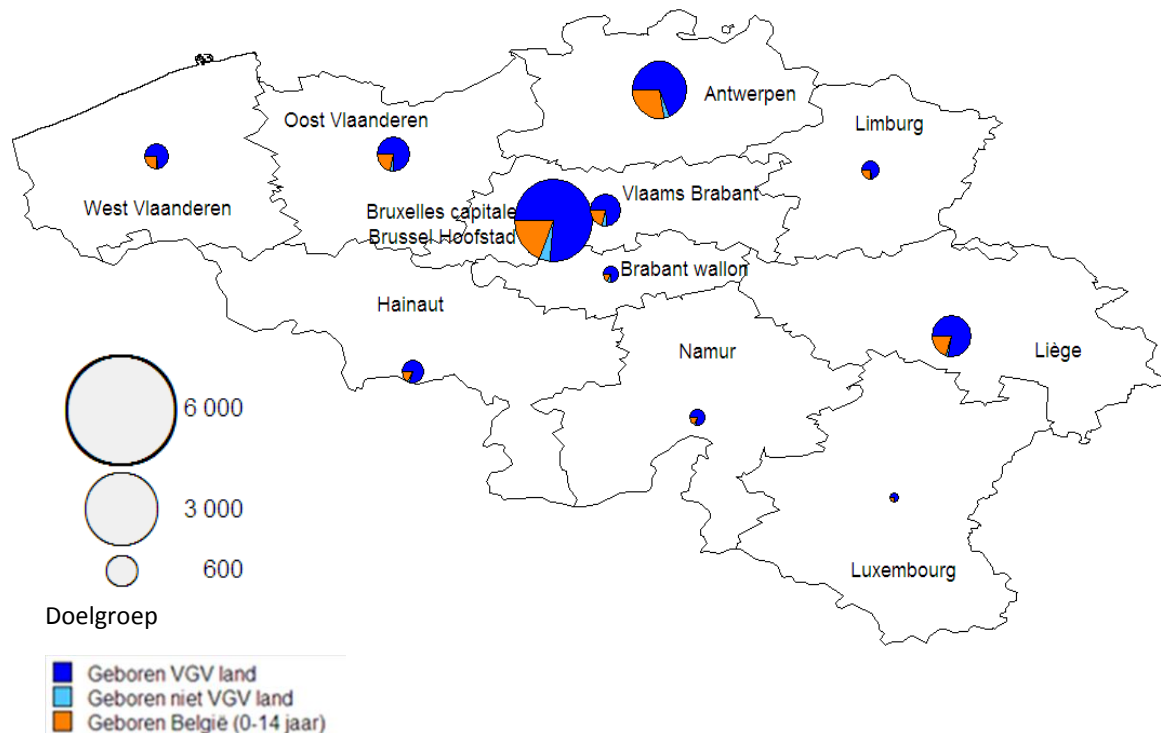 Antwerpen
Limburg
Oost Vlaanderen
West Vlaanderen
Vlaams Brabant
Bruxelles capitale
Brussel Hoofstad
Brabant wallon
Hainaut
Namur
Liège
Luxembourg
6 000
3 000
600
Doelgroep
Geboren VGV land
Geboren niet VGV land
Geboren België (0-14 jaar)